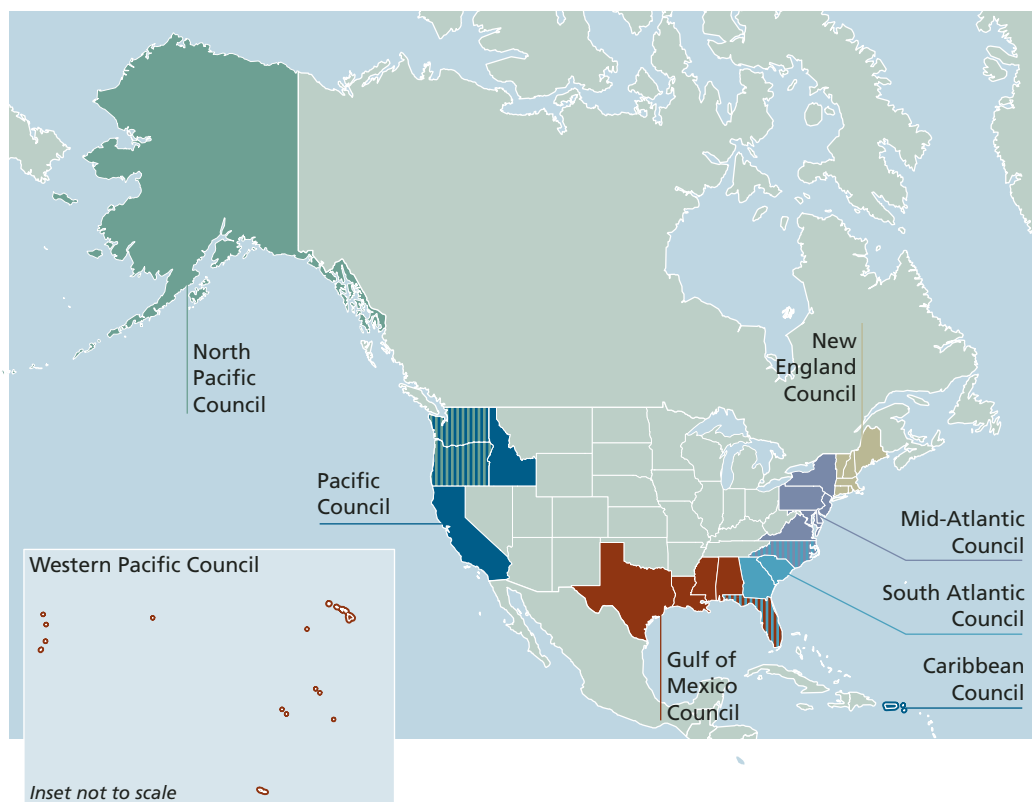 North
Pacific
Council
New
England
Council
Pacific
Council
Mid-Atlantic
Council
Western Pacific Council
South Atlantic
Council
Gulf of
Mexico
Council
Caribbean
Council
Inset not to scale